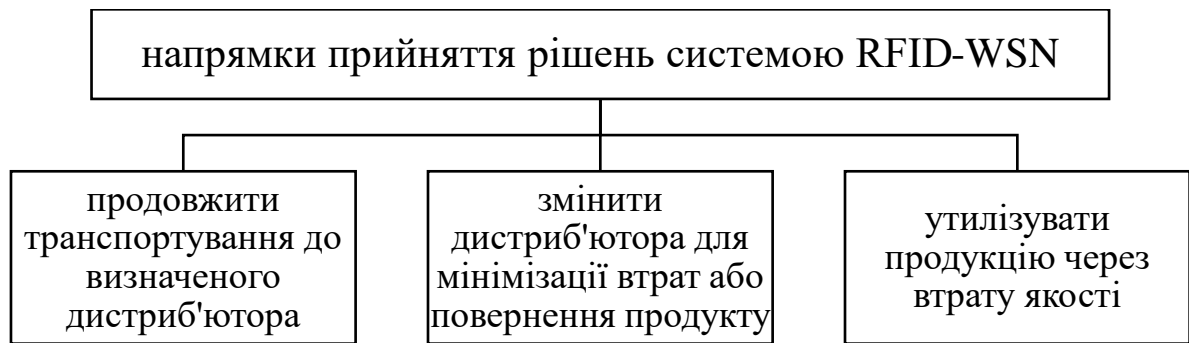 напрямки прийняття рішень системою RFID-WSN
продовжити
транспортування до
визначеного
дистриб'ютора
змінити
дистриб'ютора для
мінімізації втрат або
повернення продукту
утилізувати
продукцію через
втрату якості